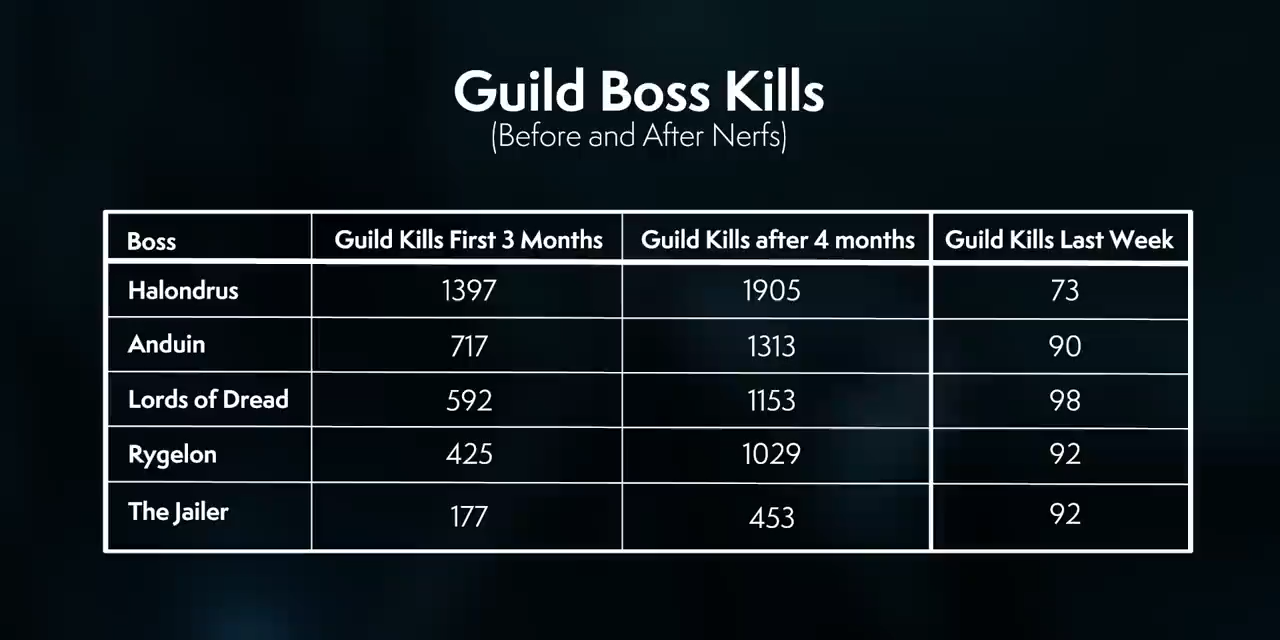 Guild Boss Kills
(Before and After Nerfs)
Boss Guild Kills First 3 Months Guild Kills after 4 months Guild Kills Last Week
Halondrus 1397 1905 73
Anduin 717 1313 90
Lords of Dread 592 1153 98
Rygelon 425 1029 92
The Jailer 177 453 92